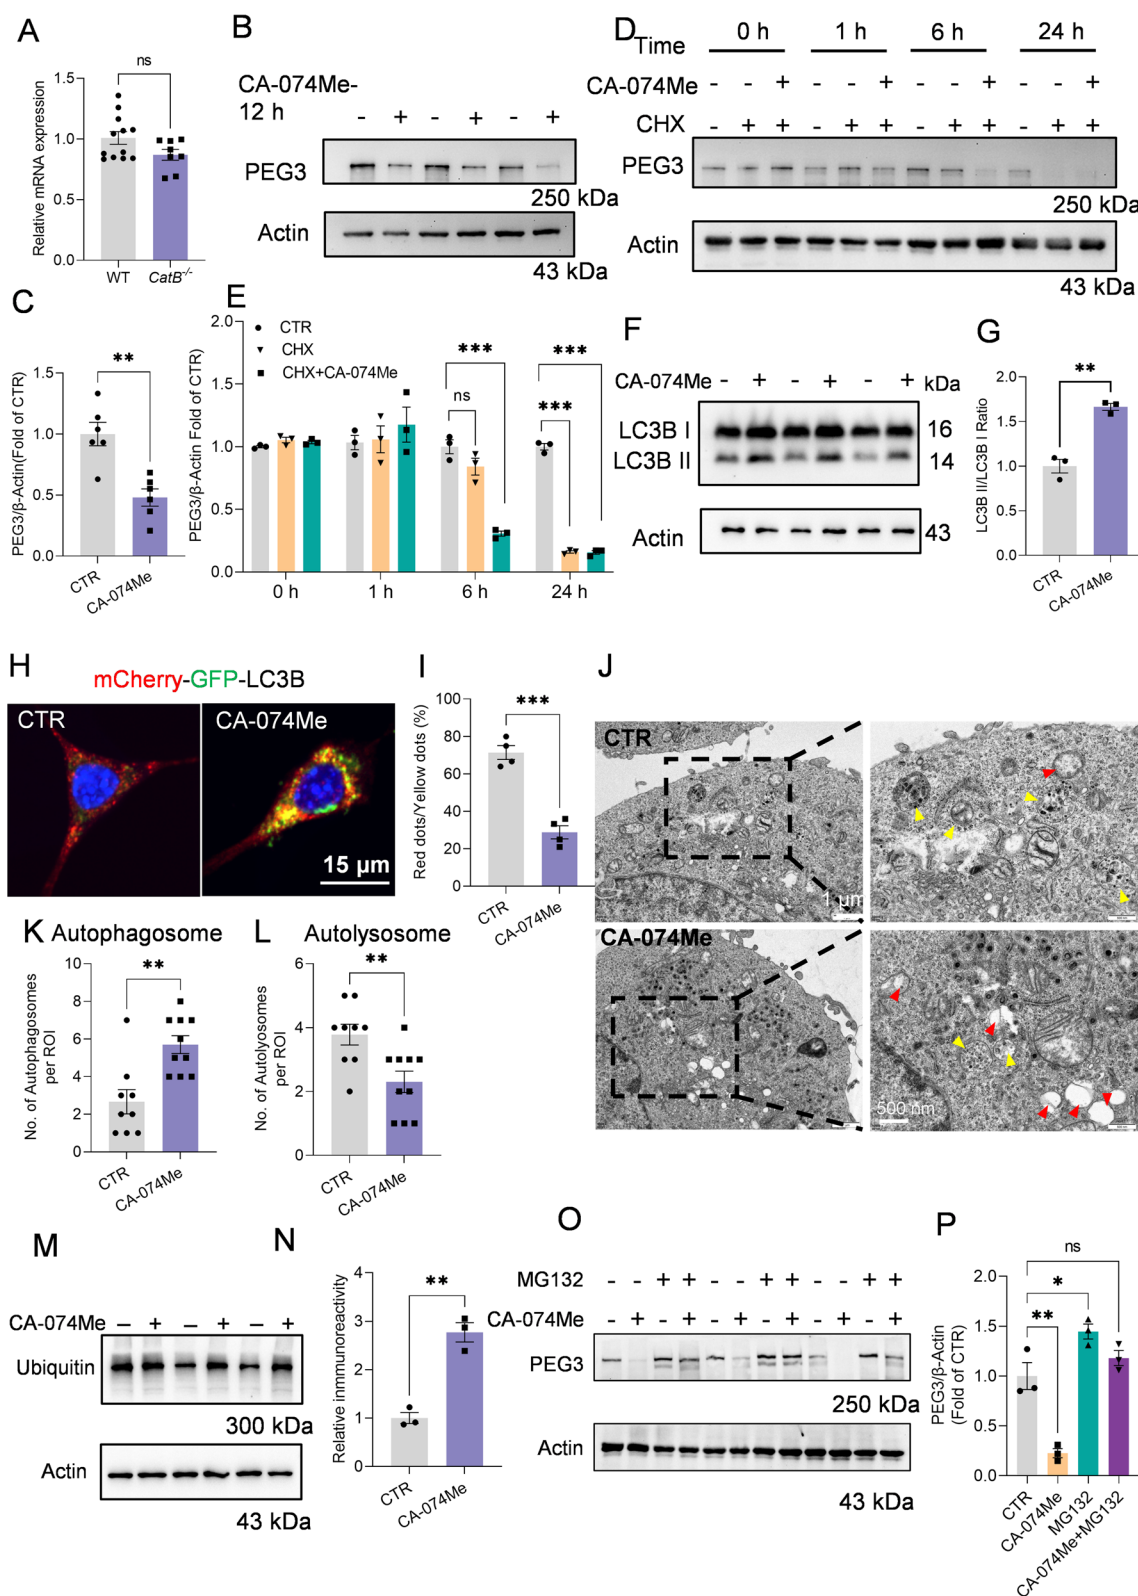 A
Relative mRNA expression
1.5
1.0
0.5
0.0
ns
WT
CatB-/-
B
CA-074Me-
12 h
- + - + - +
PEG3
250 kDa
Actin
43 kDa
D
Time
0 h 1 h 6 h 24 h
CA-074Me - - + - - + - - + - - +
CHX - + + - + + - + + - + +
PEG3
250 kDa
Actin
43 kDa
C
PEG3/β-Actin(Fold of CTR)
1.5
1.0
0.5
0.0
**
CTR
CA-074Me
E
PEG3/β-Actin Fold of CTR)
2.0
1.5
1.0
0.5
0.0
CTR
CHX
CHX+CA-074Me
ns
***
***
***
0 h 1 h 6 h 24 h
F
CA-074Me - + - + - + kDa
LC3B I 16
LC3B II 14
Actin 43
G
LC3B II/LC3B I Ratio
2.0
1.5
1.0
0.5
0.0
**
CTR
CA-074Me
H
mCherry-GFP-LC3B
CTR
CA-074Me
15 µm
I
Red dots/Yellow dots (%)
100
80
60
40
20
0
***
CTR
CA-074Me
J
CTR
1 µm
CA-074Me
500 nm
K Autophagosome
No. of Autophagosomes
per ROI
10
8
6
4
2
0
**
CTR
CA-074Me
L Autolysosome
No. of Autolyosomes
per ROI
6
4
2
0
**
CTR
CA-074Me
M
CA-074Me – + – + – +
Ubiquitin
300 kDa
Actin
43 kDa
N
Relative inmmunoreactivity
4
3
2
1
0
**
CTR
CA-074Me
O
MG132 - - + + - - + + - - + +
CA-074Me - + - + - + - + - + - +
PEG3
250 kDa
Actin
43 kDa
P
PEG3/β-Actin
(Fold of CTR)
2.0
1.5
1.0
0.5
0.0
ns
*
**
CTR
CA-074Me
MG132
CA-074Me+MG132